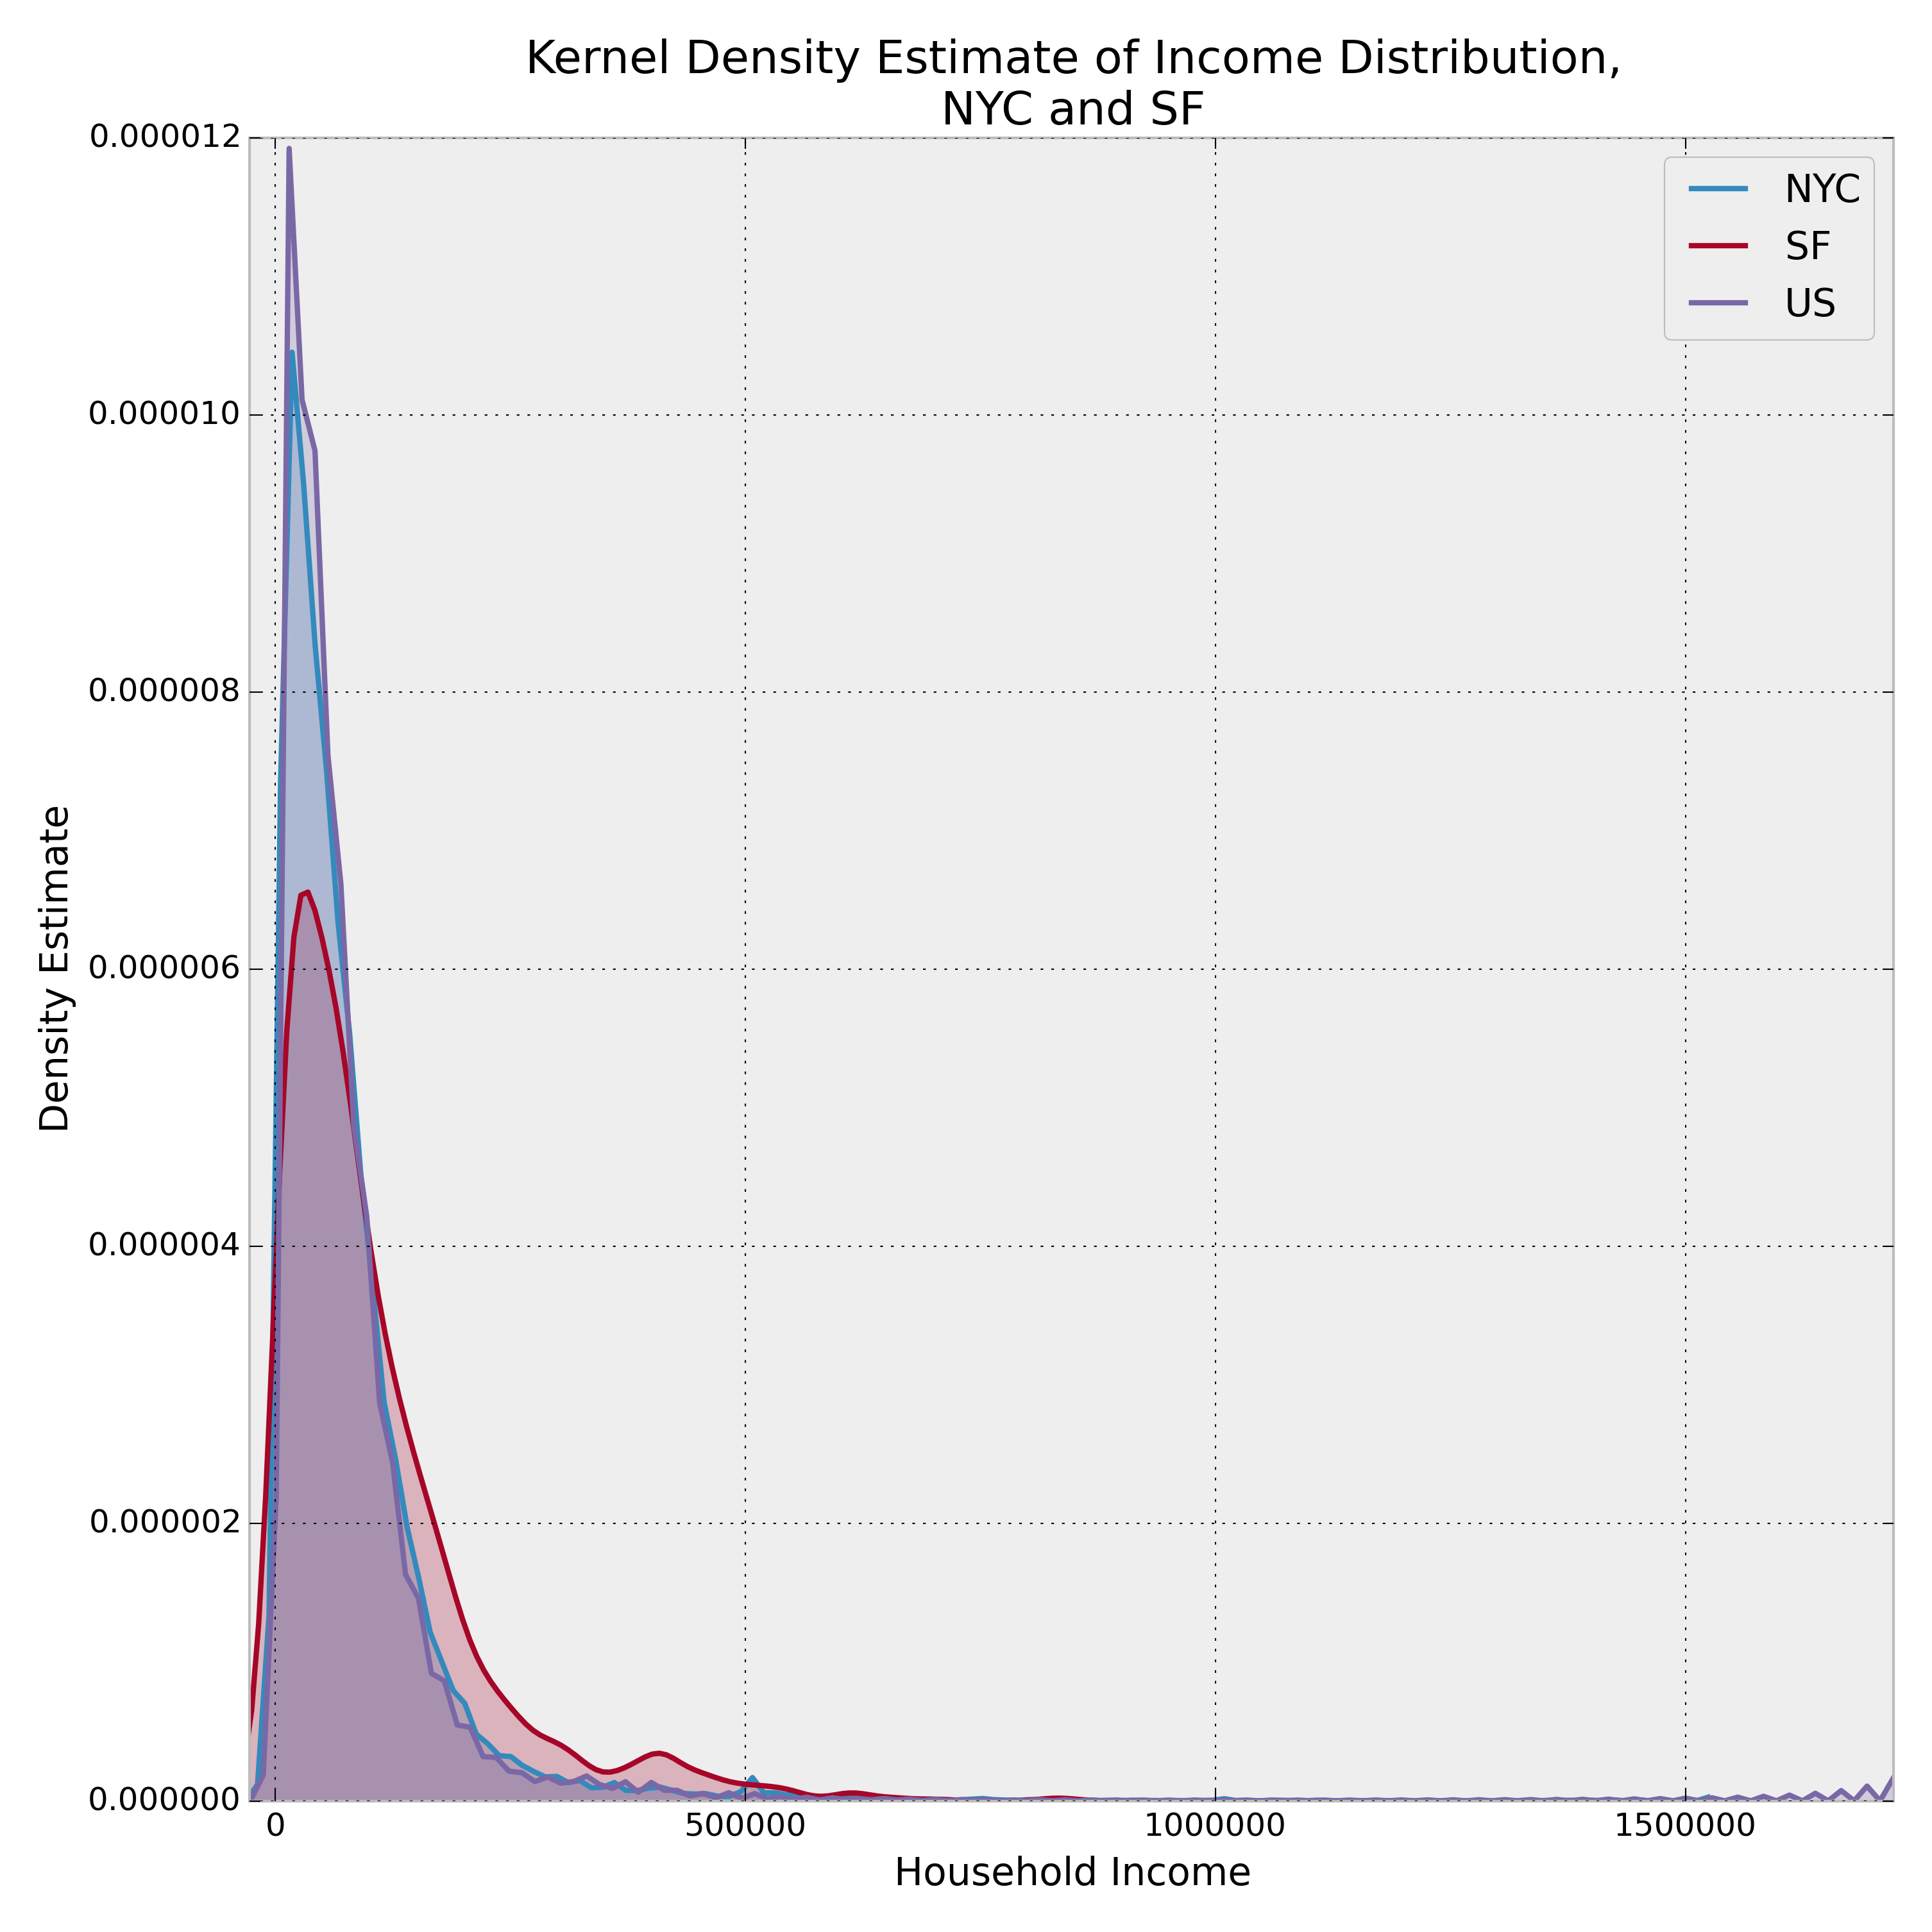 Kernel Density Estimate of Income Distribution,
NYC and SF
0.000012
0.000010
0.000008
0.000006
0.000004
0.000002
0.000000
Density Estimate
NYC
SF
US
0
500000
1000000
1500000
Household Income